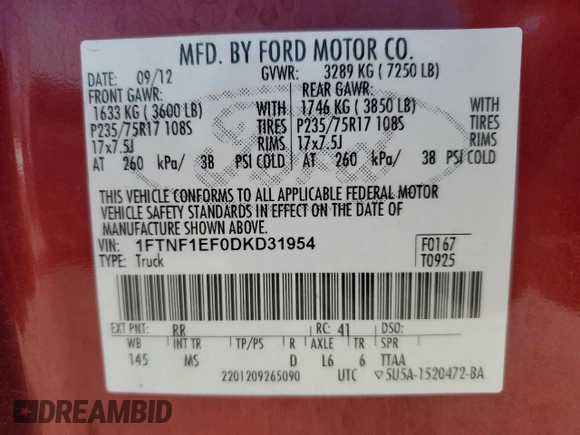 MFD. BY FORD MOTOR CO.
DATE: 09/12 GVWR: 3289 KG ( 7250 LB)
FRONT GAWR: REAR GAWR:
1633 KG ( 3600 LB) WITH 1746 KG ( 3850 LB) WITH
P235/75R17 108S TIRES P235/75R17 108S TIRES
17x7.5J RIMS 17x7.5J RIMS
AT 260 kPa/ 38 PSI COLD AT 260 kPa/ 38 PSI COLD
Ford
THIS VEHICLE CONFORMS TO ALL APPLICABLE FEDERAL MOTOR
VEHICLE SAFETY STANDARDS IN EFFECT ON THE DATE OF
MANUFACTURE SHOWN ABOVE.
VIN: 1FTNF1EF0DKD31954 F0167
TYPE: Truck T0925
EXT PNT: RR RC: 41 DSO:
WB INT TR TP/PS R AXLE TR SPR
145 MS D L6 6 TTAA
2201209265090 UTC ▽5U5A-1520472-BA
DREAMBID